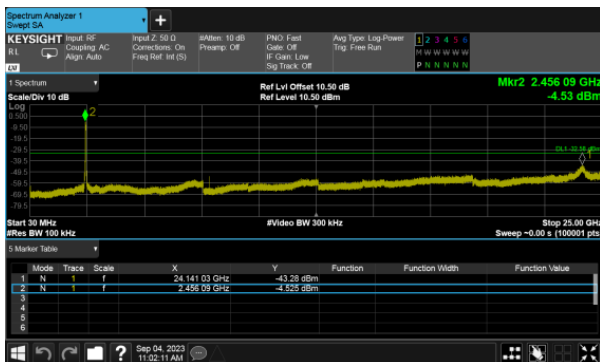 Spectrum Analyzer 1
Swept SA
KEYSIGHT
RL
Input: RF
Coupling: AC
Align: Auto
Input Z: 50 Ω
Corrections: On
Freq Ref: Int (S)
#Atten: 10 dB
Preamp: Off
PNO: Fast
Gate: Off
IF Gain: Low
Sig Track: Off
Avg Type: Log-Power
Trig: Free Run
1 2 3 4 5 6
M W W W W W
P N N N N N
1 Spectrum
Scale/Div 10 dB
Ref Lvl Offset 10.50 dB
Ref Level 10.50 dBm
Mkr2 2.456 09 GHz
-4.53 dBm
Log
0.500
-9.50
-19.5
-29.5
-39.5
-49.5
-59.5
-69.5
-79.5
2
1
Start 30 MHz
#Res BW 100 kHz
#Video BW 300 kHz
Stop 25.00 GHz
Sweep ~0.00 s (100001 pts)
5 Marker Table
Mode Trace Scale X Y Function Function Width Function Value
1 N 1 f 24.141 03 GHz -43.28 dBm
2 N 1 f 2.456 09 GHz -4.525 dBm
3
4
5
6
Sep 04, 2023
11:02:11 AM